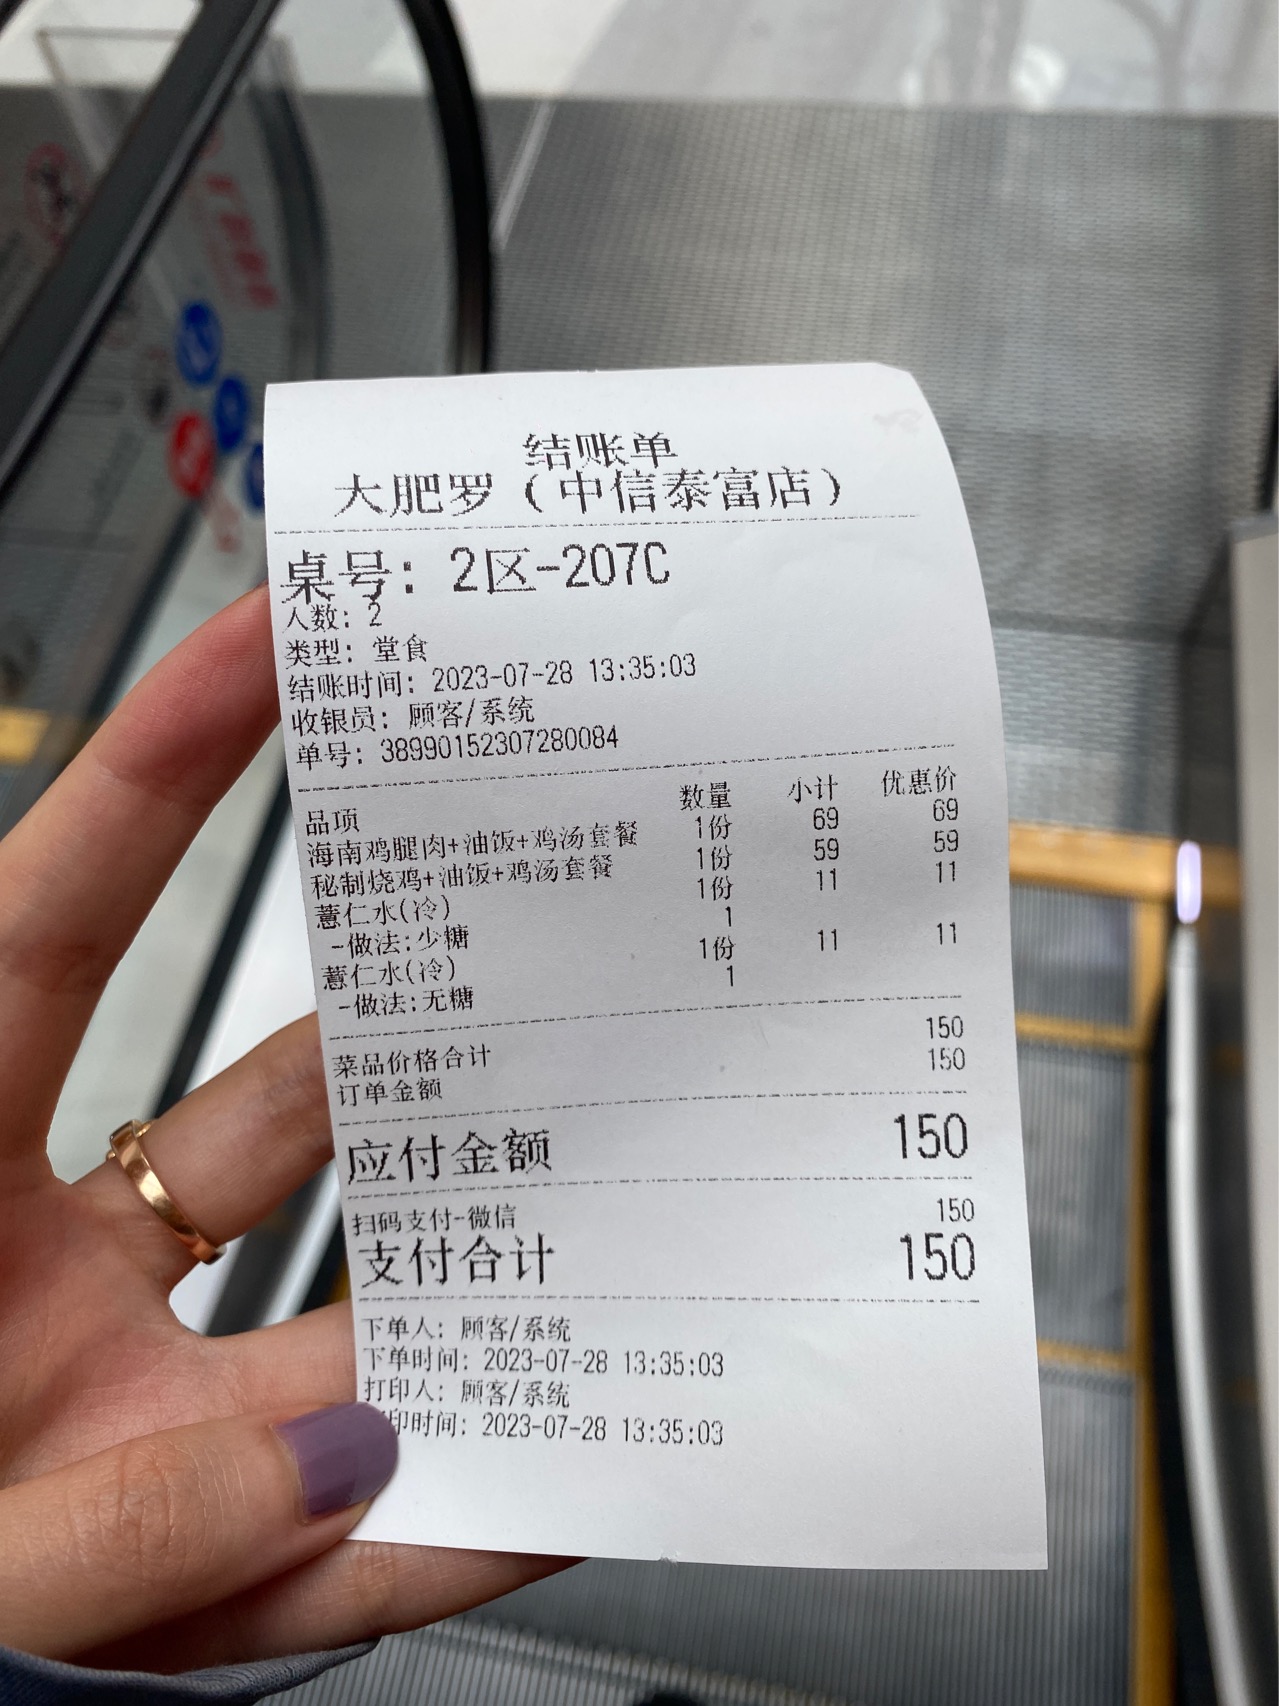 结账单
大肥罗（中信泰富店）
桌号: 2区-207C
人数: 2
类型: 堂食
结账时间: 2023-07-28 13:35:03
收银员: 顾客/系统
单号: 38990152307280084
品项 数量 小计 优惠价
海南鸡腿肉+油饭+鸡汤套餐 1份 69 69
秘制烧鸡+油饭+鸡汤套餐 1份 59 59
薏仁水(冷) 1份 11 11
-做法:少糖 1
薏仁水(冷) 1份 11 11
-做法:无糖 1
菜品价格合计 150
订单金额 150
应付金额 150
扫码支付-微信 150
支付合计 150
下单人: 顾客/系统
下单时间: 2023-07-28 13:35:03
打印人: 顾客/系统
印时间: 2023-07-28 13:35:03